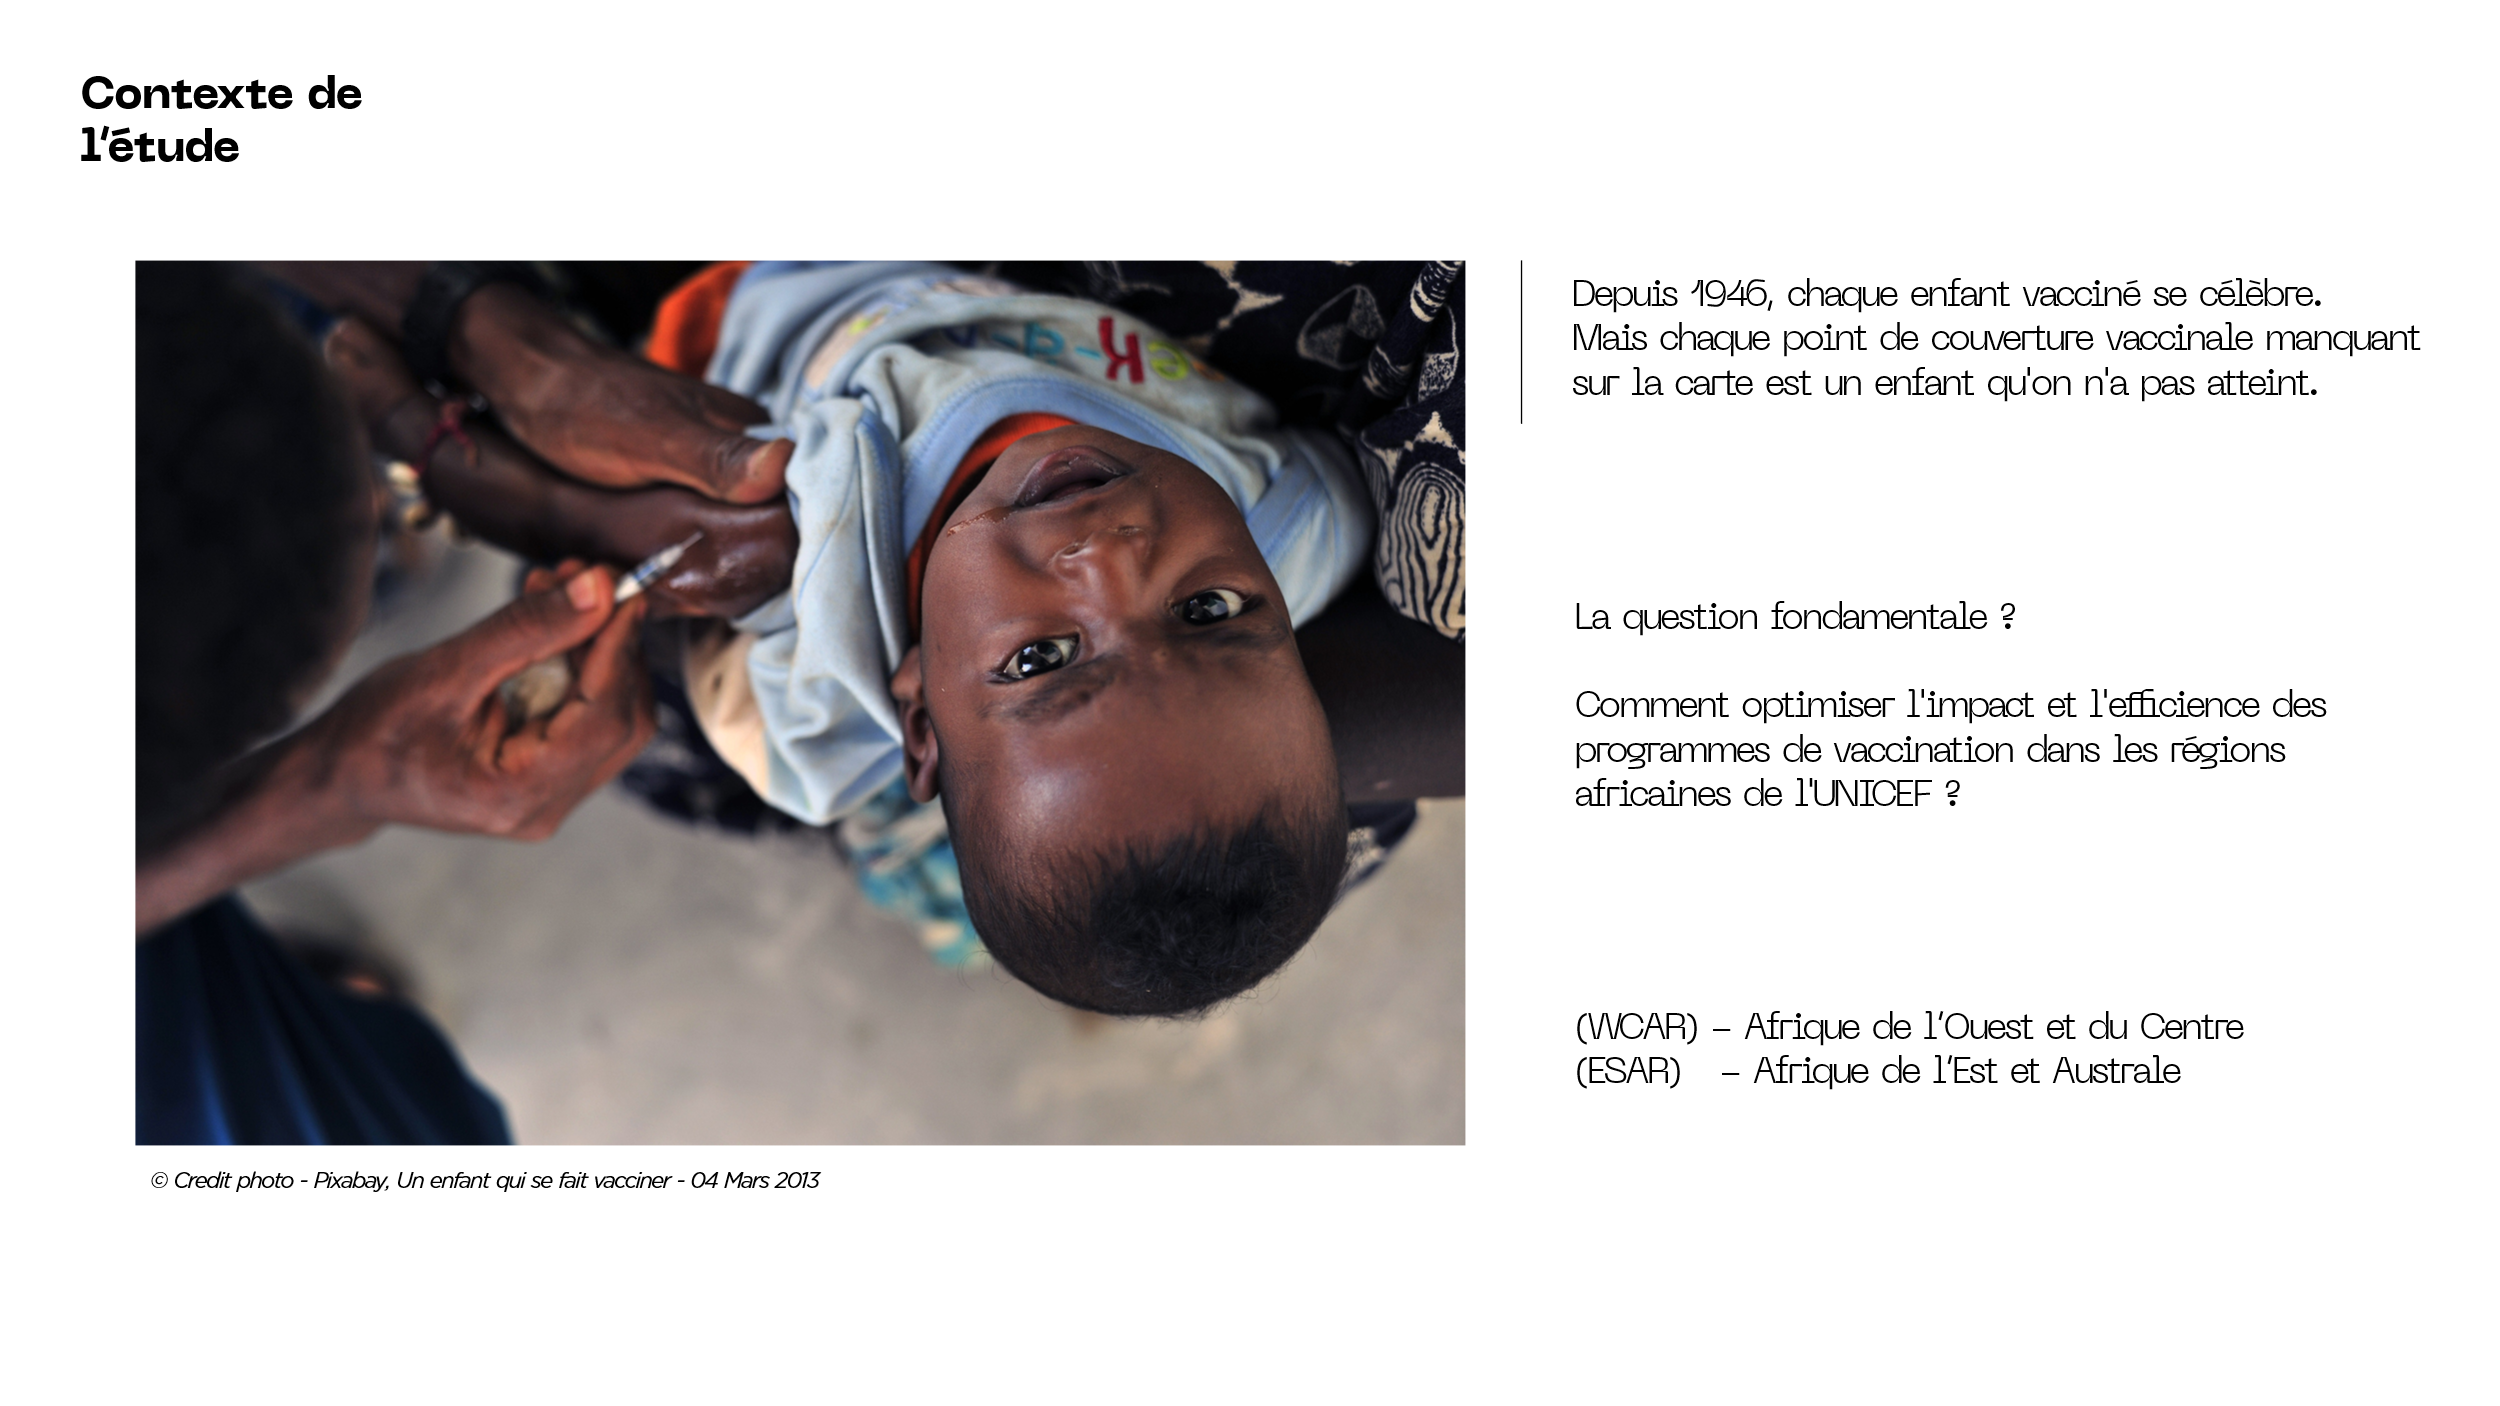 Contexte de
l'étude
Depuis 1946, chaque enfant vacciné se célèbre.
Mais chaque point de couverture vaccinale manquant
sur la carte est un enfant qu'on n'a pas atteint.
La question fondamentale ?
Comment optimiser l'impact et l'efficience des
programmes de vaccination dans les régions
africaines de l'UNICEF ?
(WCAR) – Afrique de l’Ouest et du Centre
(ESAR) – Afrique de l’Est et Australe
© Credit photo - Pixabay, Un enfant qui se fait vacciner - 04 Mars 2013